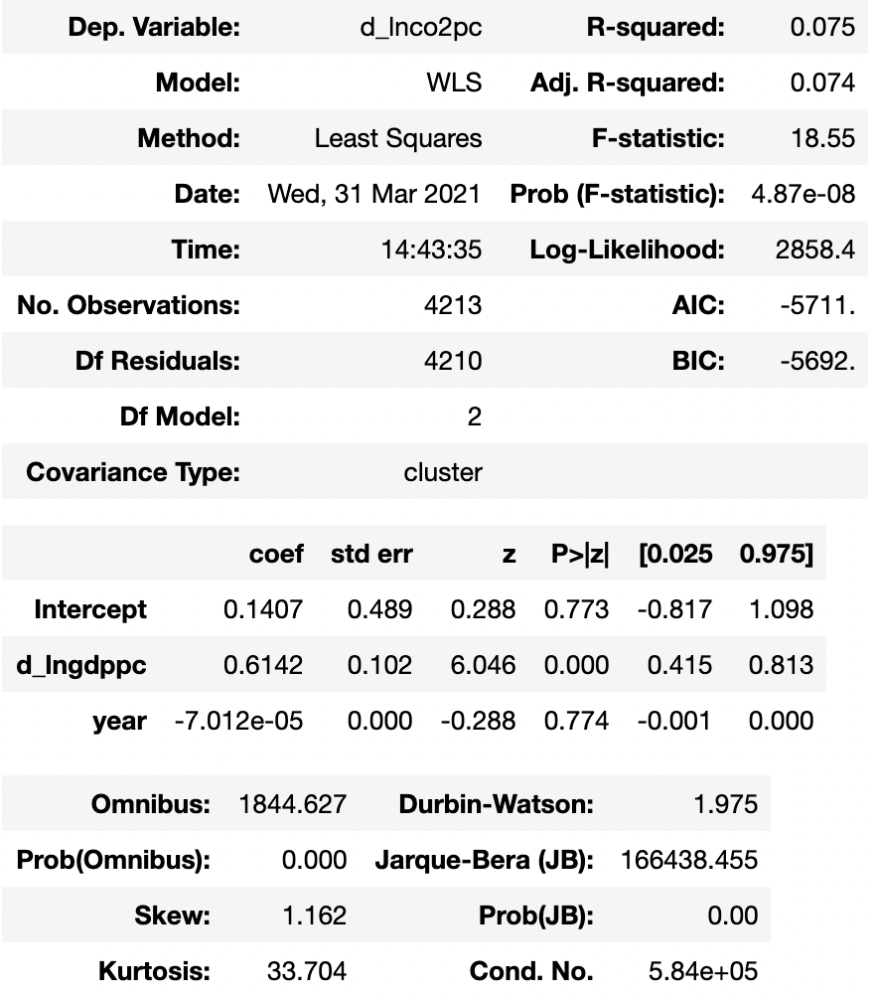 Dep. Variable: d_lnco2pc R-squared: 0.075
Model: WLS Adj. R-squared: 0.074
Method: Least Squares F-statistic: 18.55
Date: Wed, 31 Mar 2021 Prob (F-statistic): 4.87e-08
Time: 14:43:35 Log-Likelihood: 2858.4
No. Observations: 4213 AIC: -5711.
Df Residuals: 4210 BIC: -5692.
Df Model: 2
Covariance Type: cluster
coef std err z P>|z| [0.025 0.975]
Intercept 0.1407 0.489 0.288 0.773 -0.817 1.098
d_lngdppc 0.6142 0.102 6.046 0.000 0.415 0.813
year -7.012e-05 0.000 -0.288 0.774 -0.001 0.000
Omnibus: 1844.627 Durbin-Watson: 1.975
Prob(Omnibus): 0.000 Jarque-Bera (JB): 166438.455
Skew: 1.162 Prob(JB): 0.00
Kurtosis: 33.704 Cond. No. 5.84e+05